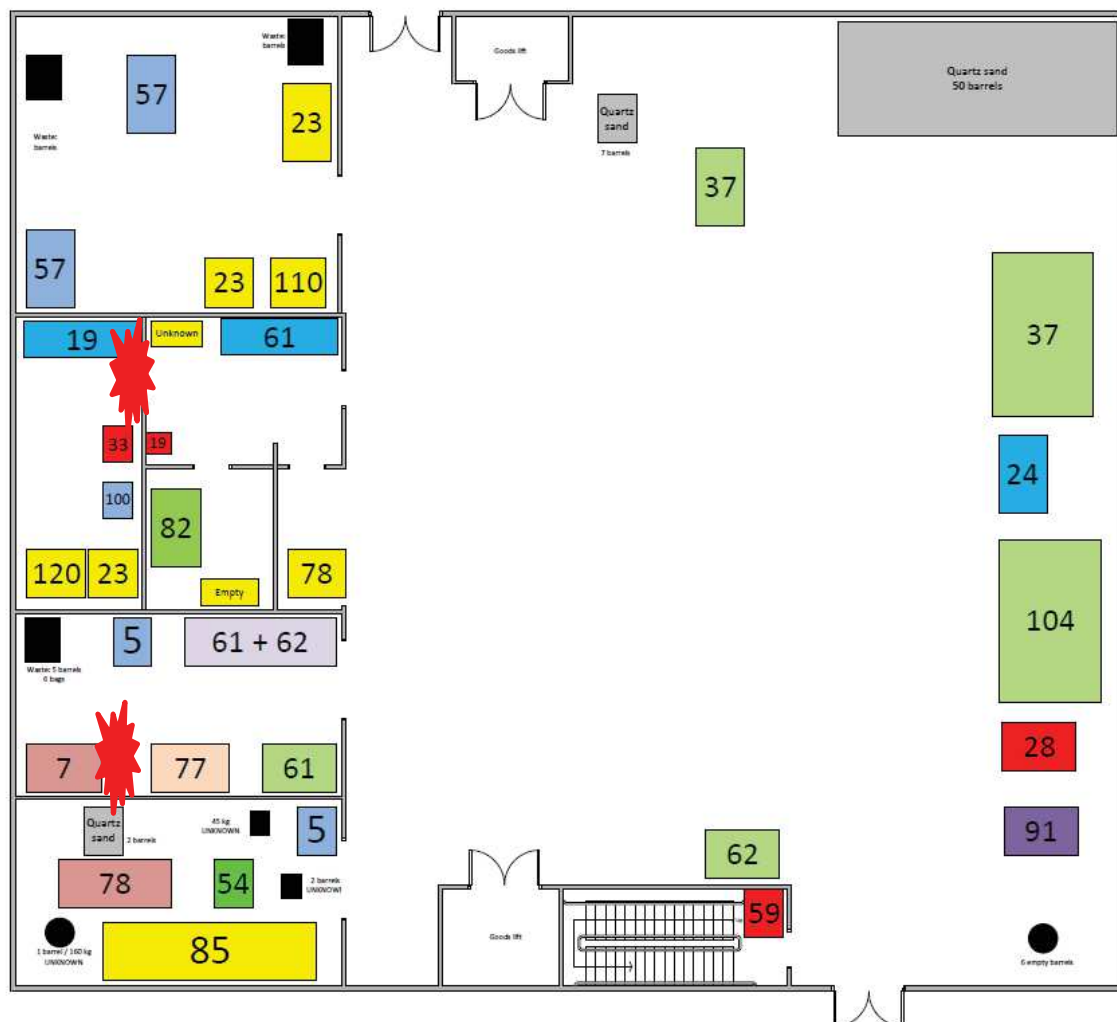 Waste:
barrels
Goods lift
Quartz sand
50 barrels
57
23
Quartz
sand
7 barrels
Waste:
barrels
37
57
23
110
37
19
Unknown
61
33
19
24
100
82
120
23
78
Empty
104
5
61 + 62
Waste: 5 barrels
6 bags
7
77
61
28
Quartz
sand
2 barrels
45 kg
UNKNOWN
5
91
62
78
54
2 barrels
UNKNOWN
59
85
1 barrel / 160 kg
UNKNOWN
Goods lift
6 empty barrels